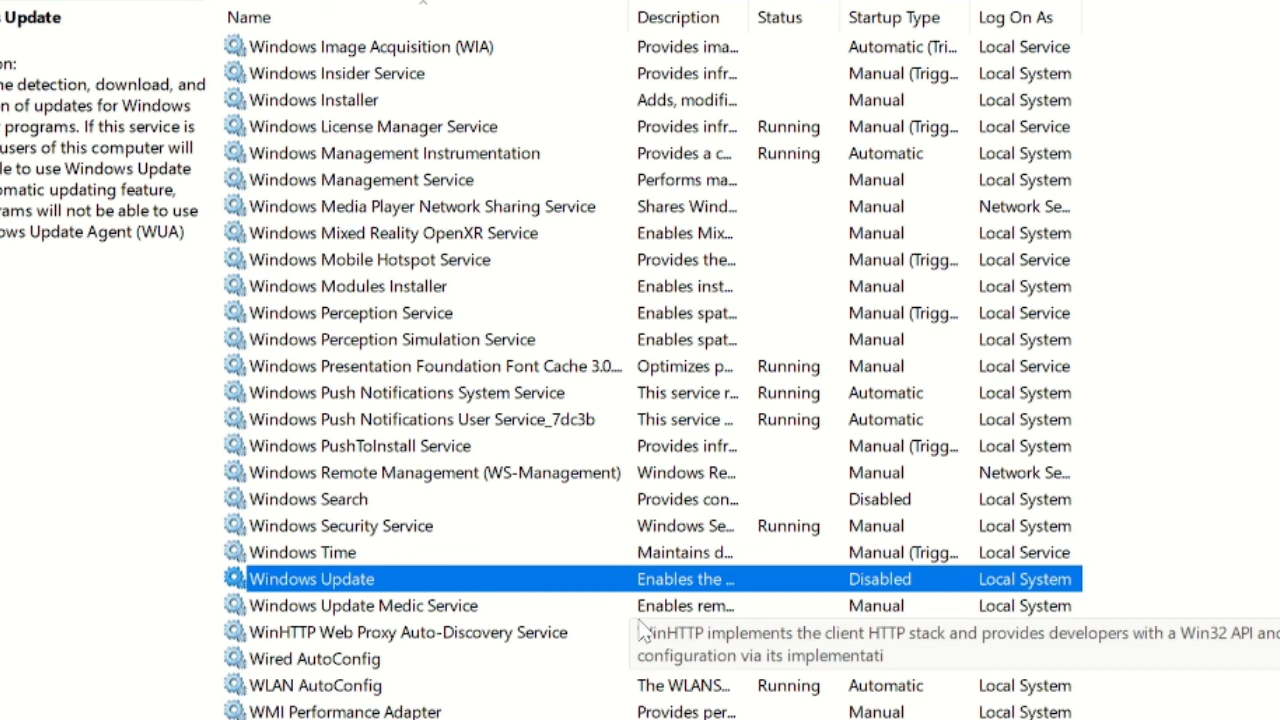 Update
on:
ne detection, download, and
n of updates for Windows
programs. If this service is
users of this computer will
le to use Windows Update
omatic updating feature,
rams will not be able to use
ows Update Agent (WUA)
Name Description Status Startup Type Log On As
Windows Image Acquisition (WIA) Provides ima... Automatic (Tri... Local Service
Windows Insider Service Provides infr... Manual (Trigg... Local System
Windows Installer Adds, modifi... Manual Local System
Windows License Manager Service Provides infr... Running Manual (Trigg... Local Service
Windows Management Instrumentation Provides a c... Running Automatic Local System
Windows Management Service Performs ma... Manual Local System
Windows Media Player Network Sharing Service Shares Wind... Manual Network Se...
Windows Mixed Reality OpenXR Service Enables Mix... Manual Local System
Windows Mobile Hotspot Service Provides the... Manual (Trigg... Local Service
Windows Modules Installer Enables inst... Manual Local System
Windows Perception Service Enables spat... Manual (Trigg... Local Service
Windows Perception Simulation Service Enables spat... Manual Local System
Windows Presentation Foundation Font Cache 3.0.... Optimizes p... Running Manual Local Service
Windows Push Notifications System Service This service r... Running Automatic Local System
Windows Push Notifications User Service_7dc3b This service ... Running Automatic Local System
Windows PushToInstall Service Provides infr... Manual (Trigg... Local System
Windows Remote Management (WS-Management) Windows Re... Manual Network Se...
Windows Search Provides con... Disabled Local System
Windows Security Service Windows Se... Running Manual Local System
Windows Time Maintains d... Manual (Trigg... Local Service
Windows Update Enables the ... Disabled Local System
Windows Update Medic Service Enables rem... Manual Local System
WinHTTP Web Proxy Auto-Discovery Service
WinHTTP implements the client HTTP stack and provides developers with a Win32 API and
configuration via its implementati
Wired AutoConfig
WLAN AutoConfig The WLANS... Running Automatic Local System
WMI Performance Adapter Provides per... Manual Local System